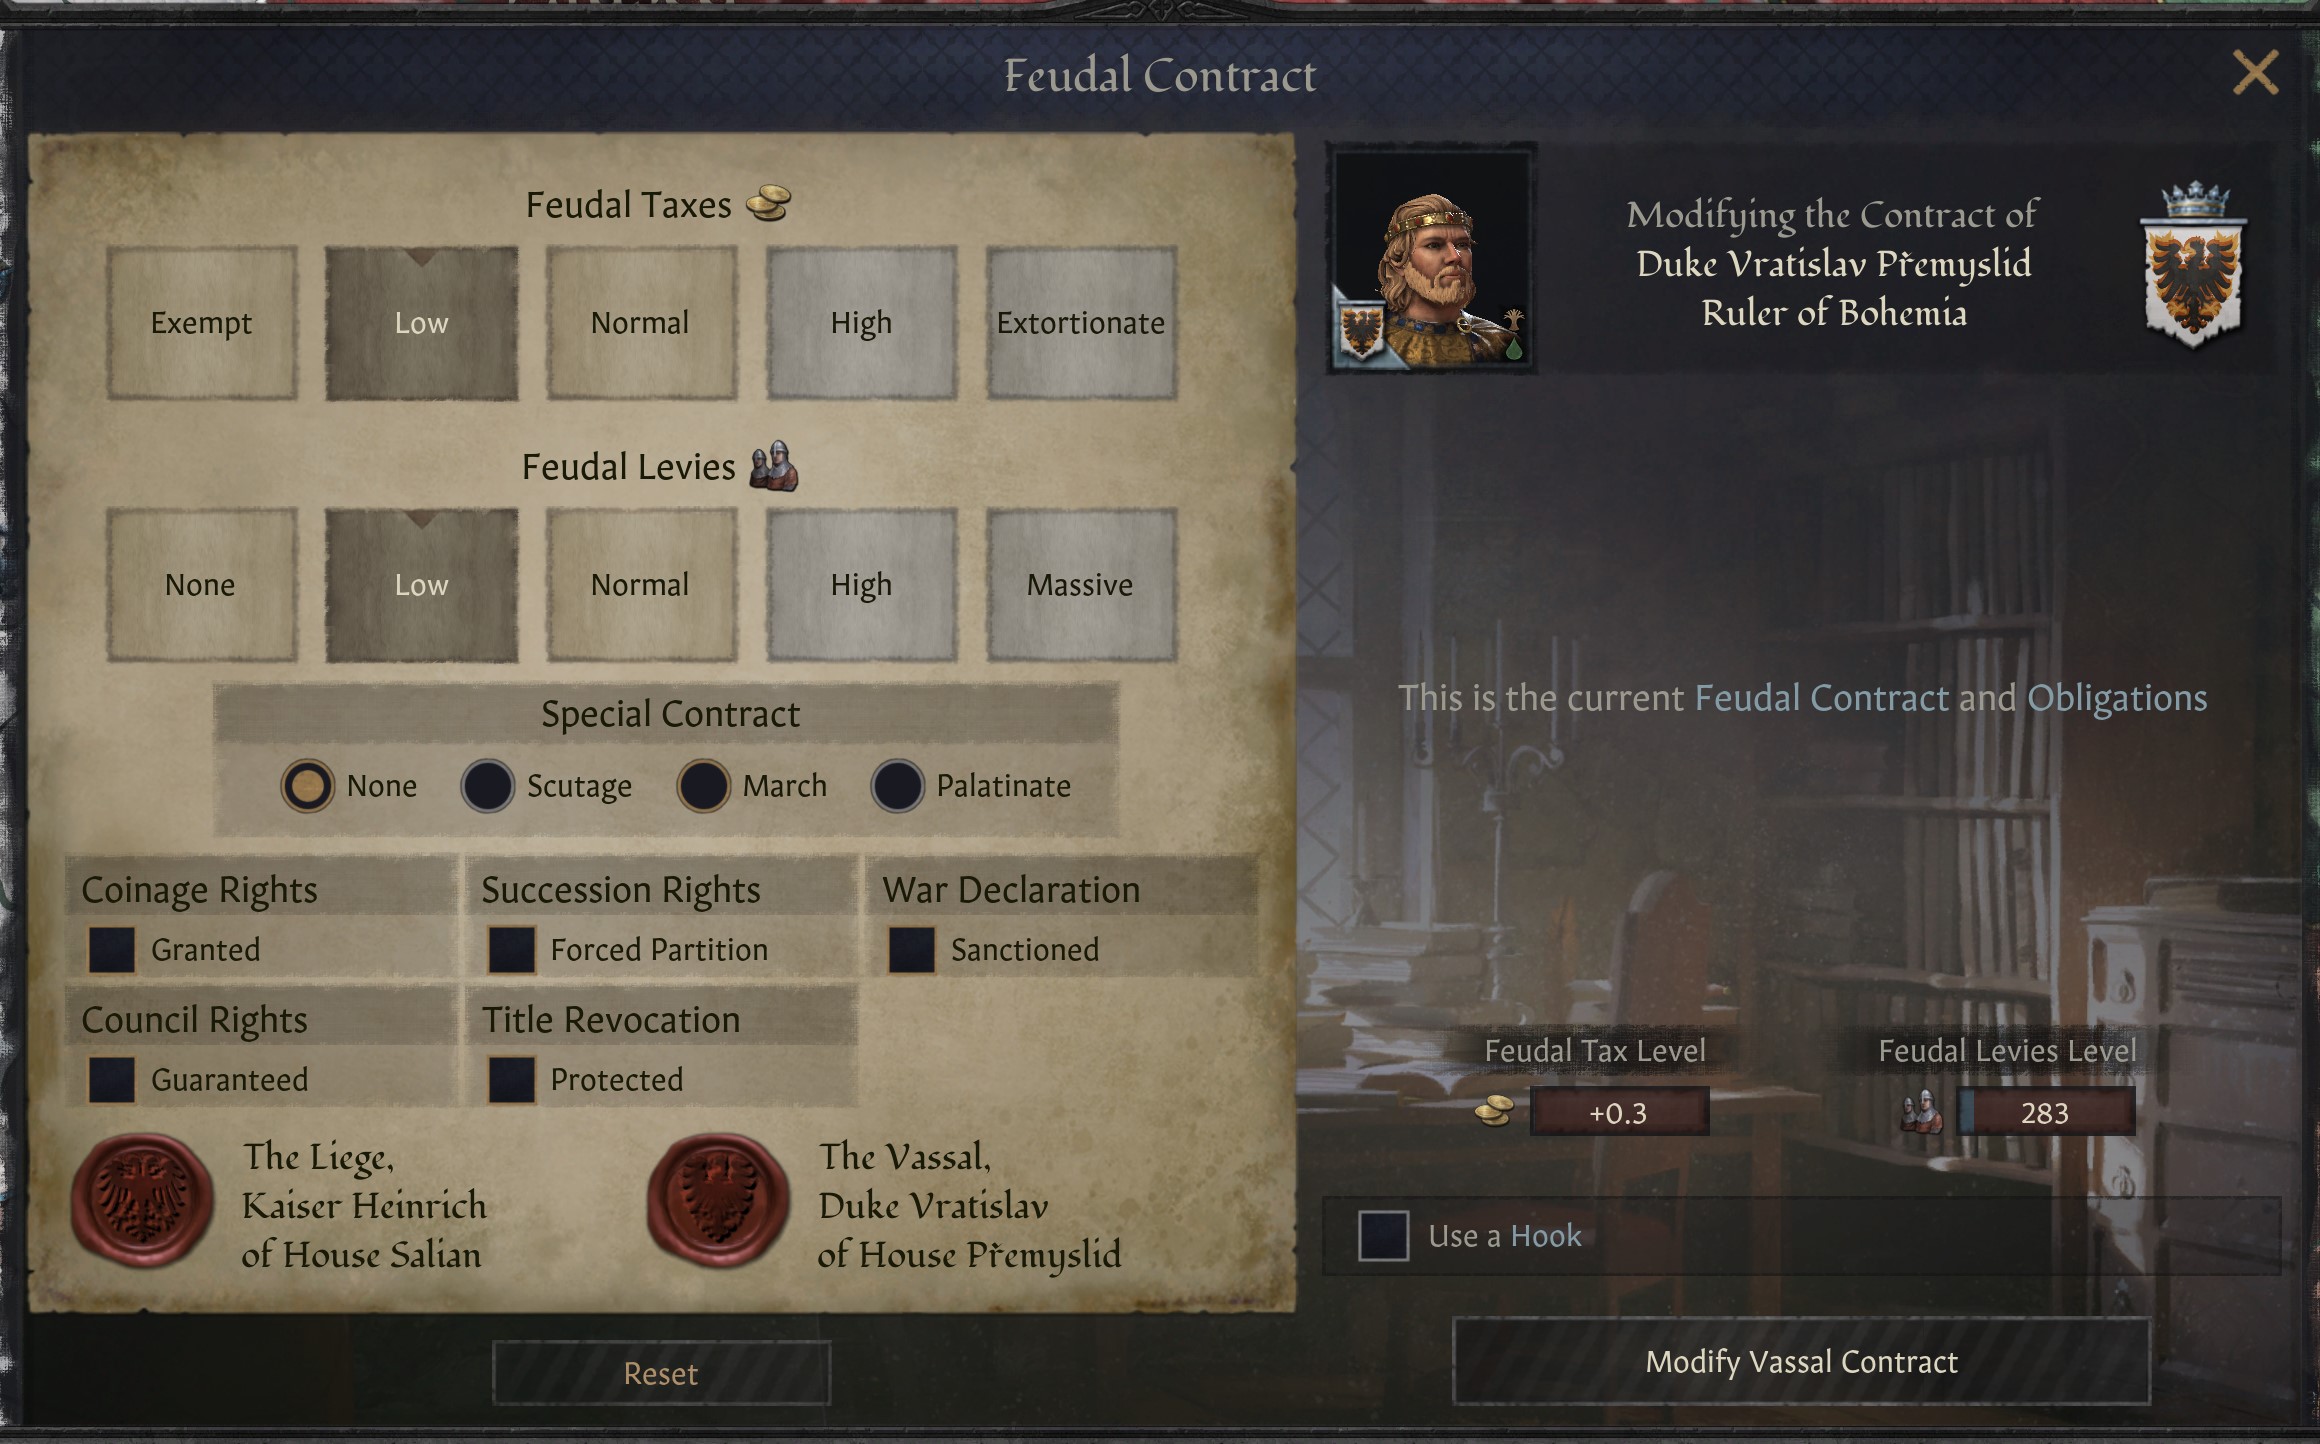 Feudal Contract
Feudal Taxes
Exempt
Low
Normal
High
Extortionate
Feudal Levies
None
Low
Normal
High
Massive
Special Contract
None
Scutage
March
Palatinate
Coinage Rights
Granted
Succession Rights
Forced Partition
War Declaration
Sanctioned
Council Rights
Guaranteed
Title Revocation
Protected
The Liege,
Kaiser Heinrich
of House Salian
The Vassal,
Duke Vratislav
of House Přemyslid
Reset
Modifying the Contract of
Duke Vratislav Přemyslid
Ruler of Bohemia
This is the current Feudal Contract and Obligations
Feudal Tax Level
+0.3
Feudal Levies Level
283
Use a Hook
Modify Vassal Contract